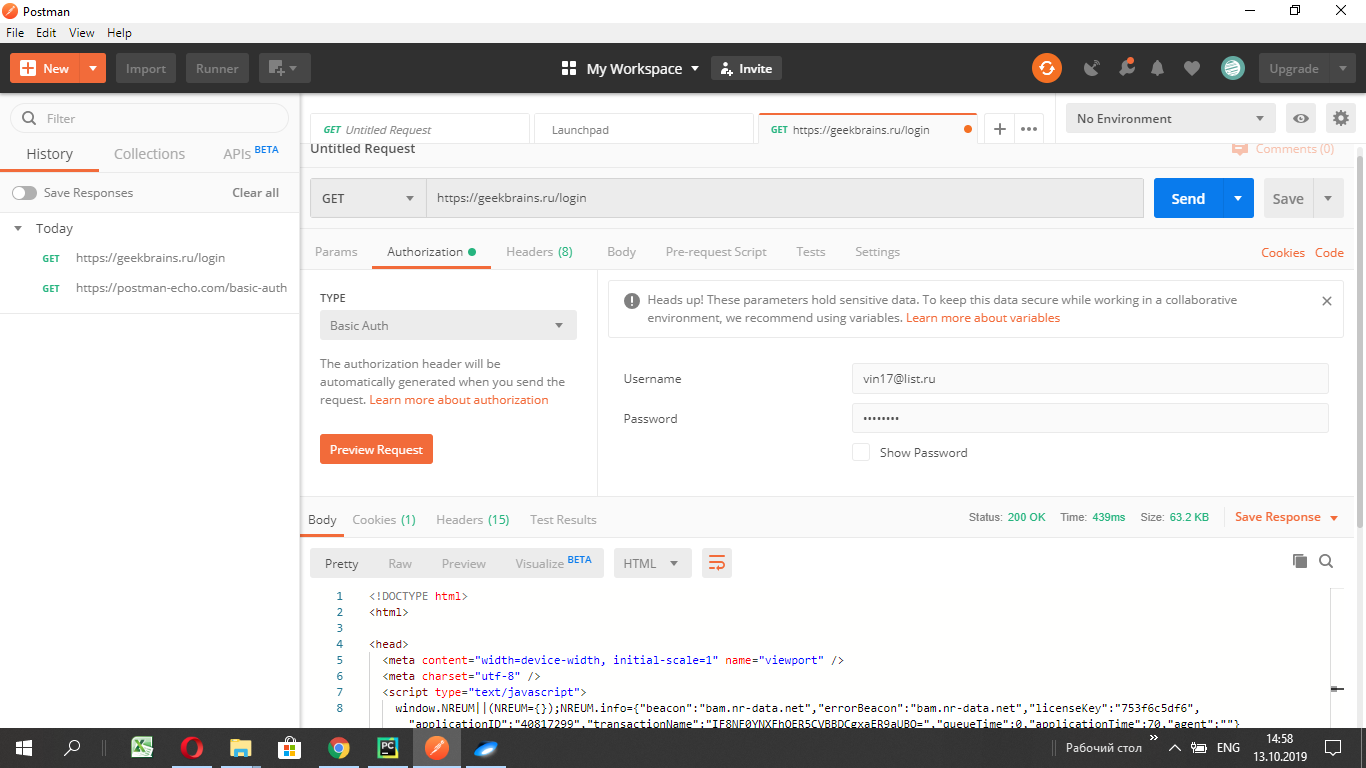 Postman
File Edit View Help
New Import Runner My Workspace Invite Upgrade
Filter
History Collections APIs BETA
Save Responses Clear all
Today
GET https://geekbrains.ru/login
GET https://postman-echo.com/basic-auth
GET Untitled Request Launchpad GET https://geekbrains.ru/login ••• No Environment
Untitled Request Comments (0)
GET https://geekbrains.ru/login Send Save
Params Authorization Headers (8) Body Pre-request Script Tests Settings Cookies Code
TYPE
Basic Auth
The authorization header will be
automatically generated when you send the
request. Learn more about authorization
Preview Request
Heads up! These parameters hold sensitive data. To keep this data secure while working in a collaborative
environment, we recommend using variables. Learn more about variables
Username vin17@list.ru
Password ••••••••
Show Password
Body Cookies (1) Headers (15) Test Results Status: 200 OK Time: 439ms Size: 63.2 KB Save Response
Pretty Raw Preview Visualize BETA HTML
1 <!DOCTYPE html>
2 <html>
3
4 <head>
5 <meta content="width=device-width, initial-scale=1" name="viewport" />
6 <meta charset="utf-8" />
7 <script type="text/javascript">
8 window.NREUM||(NREUM={});NREUM.info={"beacon":"bam.nr-data.net","errorBeacon":"bam.nr-data.net","licenseKey":"753f6c5df6",
"applicationID":"40817299","transactionName":"IF8NF0YNXFhQER5CVBBDCgxaER9aUBQ=","queueTime":0,"applicationTime":70,"agent":""}
Рабочий стол ENG 14:58
13.10.2019